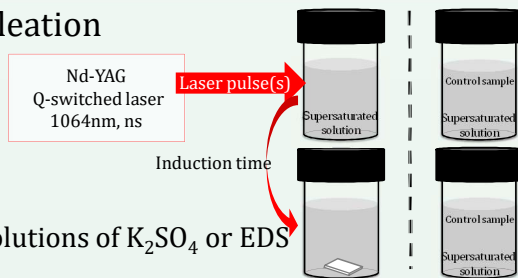 leation
Nd-YAG
Q-switched laser
1064nm, ns
Laser pulse(s)
Supersaturated
solution
Control sample
Supersaturated
solution
Induction time
Control sample
Supersaturated
solution
olutions of K₂SO₄ or EDS